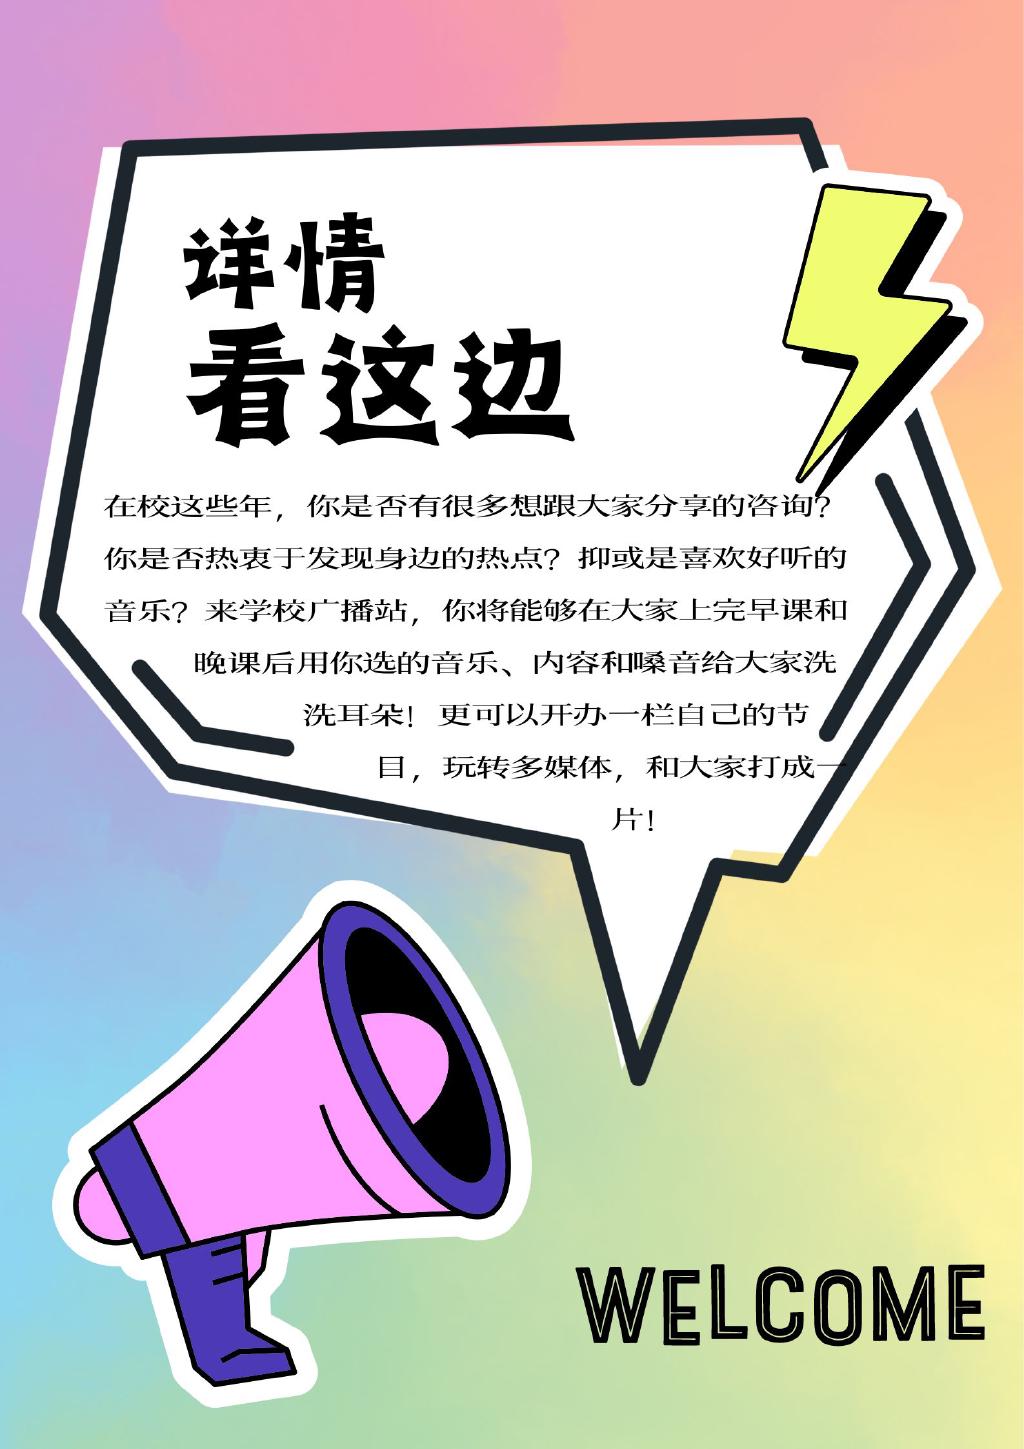 详情
看这边
在校这些年，你是否有很多想跟大家分享的咨询？
你是否热衷于发现身边的热点？抑或是喜欢好听的
音乐？来学校广播站，你将能够在大家上完早课和
晚课后用你选的音乐、内容和嗓音给大家洗
洗耳朵！更可以开办一栏自己的节
目，玩转多媒体，和大家打成一
片！
WELCOME